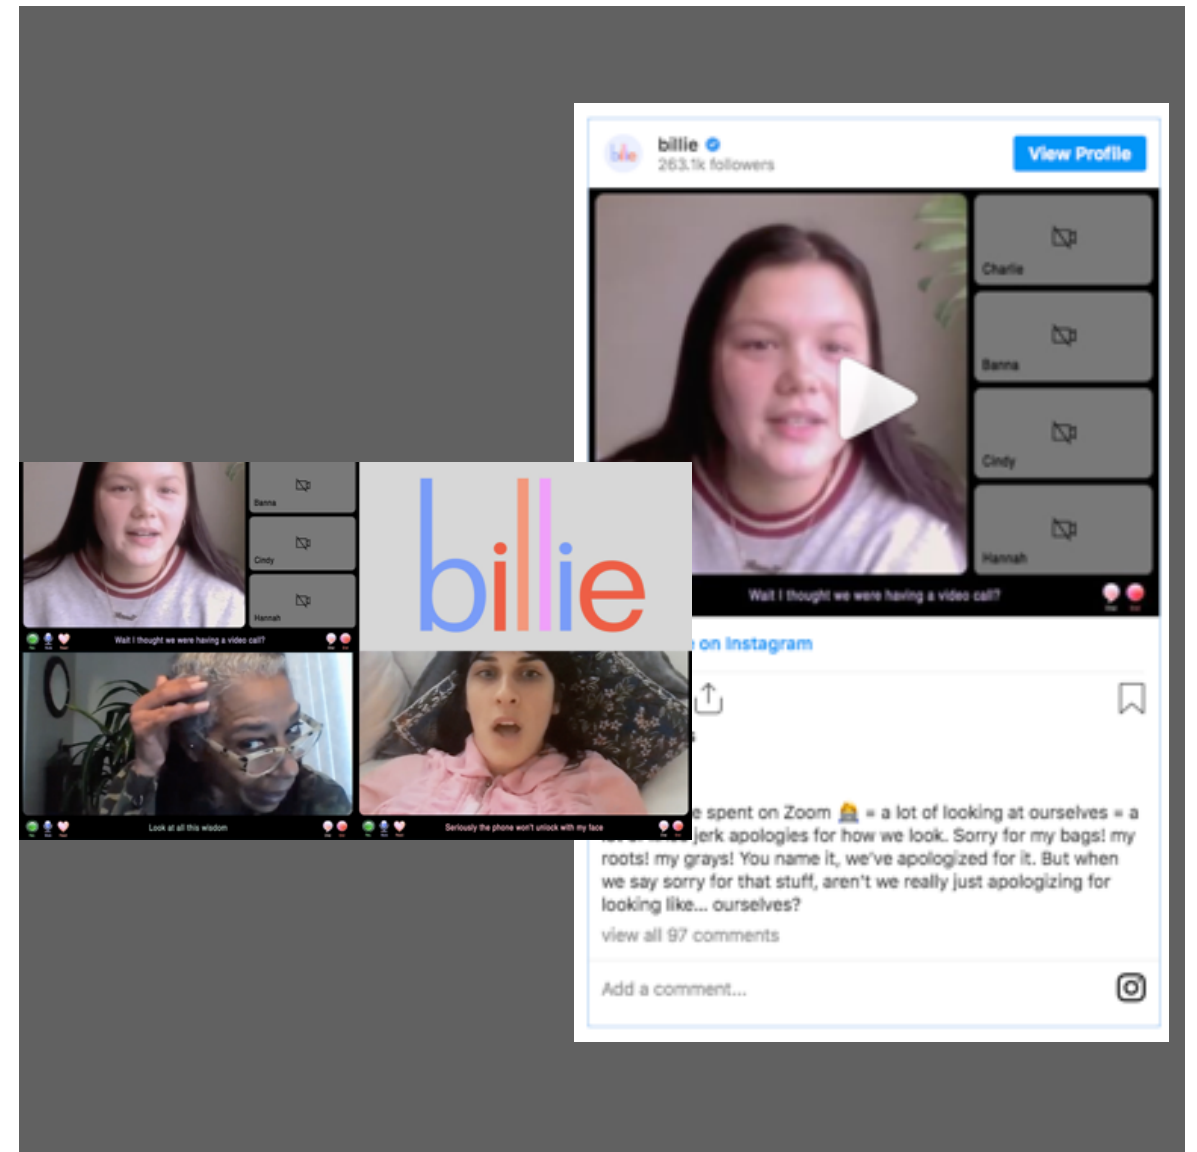 billie
263.1k followers
View Profile
Charlie
Banna
Cindy
Hannah
Wait I thought we were having a video call?
on Instagram
e spent on Zoom 🤦 = a lot of looking at ourselves = a
jerk apologies for how we look. Sorry for my bags! my
roots! my grays! You name it, we've apologized for it. But when
we say sorry for that stuff, aren't we really just apologizing for
looking like... ourselves?
view all 97 comments
Add a comment...
Banna
Cindy
Hannah
Wait I thought we were having a video call?
billie
Look at all this wisdom
Seriously the phone won't unlock with my face